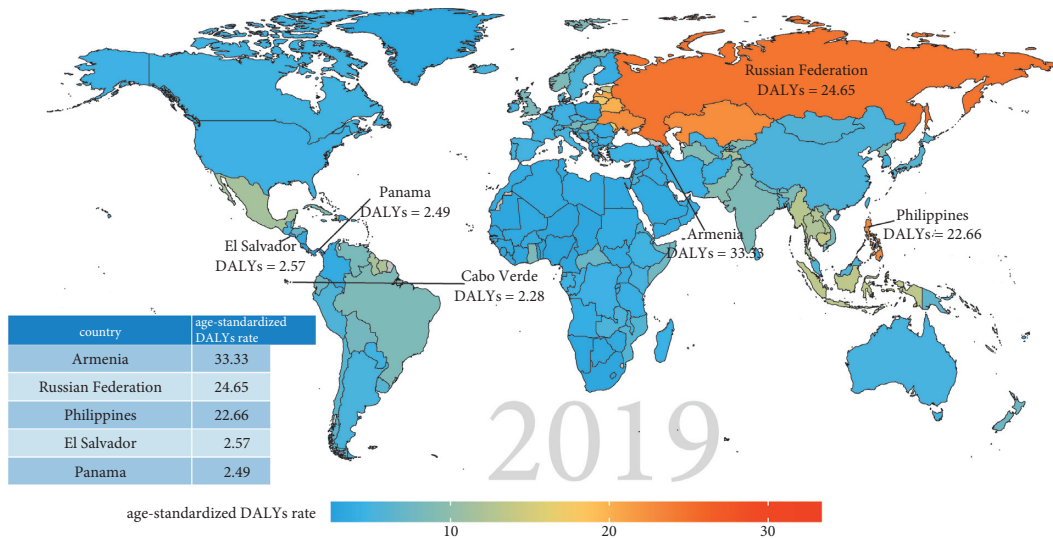 Russian Federation
DALYs = 24.65
Panama
DALYs = 2.49
Philippines
DALYs = 22.66
El Salvador
DALYs = 2.57
Armenia
DALYs = 33.33
Cabo Verde
DALYs = 2.28
country age-standardized DALYs rate
Armenia 33.33
Russian Federation 24.65
Philippines 22.66
El Salvador 2.57
Panama 2.49
2019
age-standardized DALYs rate
10 20 30